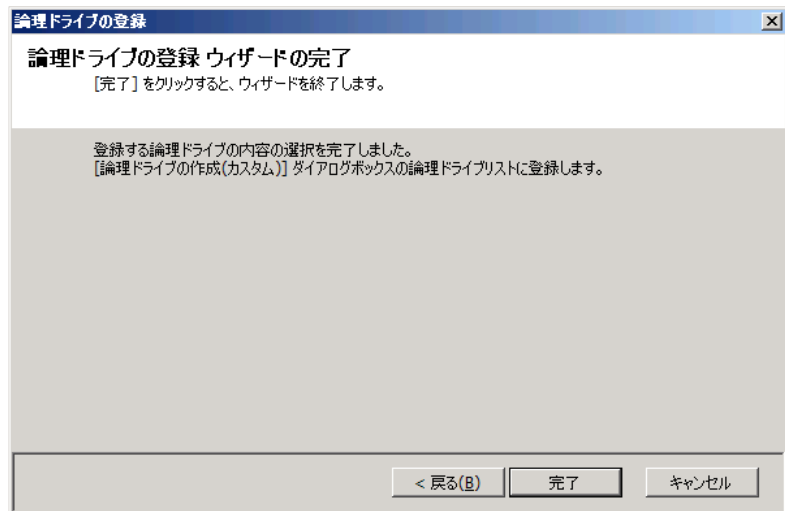 論理ドライブの登録
論理ドライブの登録 ウィザードの完了
[完了] をクリックすると、ウィザードを終了します。
登録する論理ドライブの内容の選択を完了しました。
[論理ドライブの作成(カスタム)] ダイアログボックスの論理ドライブリストに登録します。
< 戻る(B) 完了 キャンセル